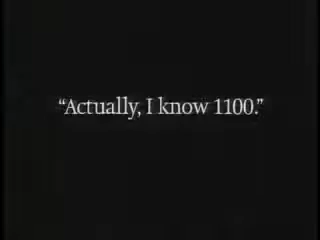 “Actually, I know 1100.”